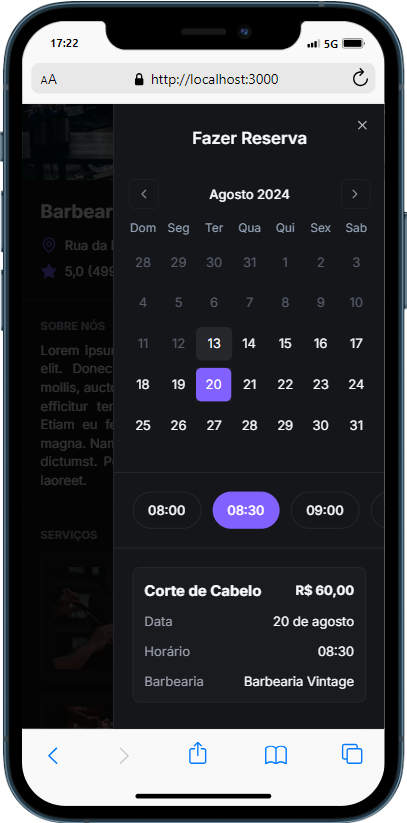 17:22
5G
AA
http://localhost:3000
Fazer Reserva
Barbear
Agosto 2024
Rua da
Dom Seg Ter Qua Qui Sex Sab
5,0 (499
28 29 30 31 1 2 3
4 5 6 7 8 9 10
SOBRE NÓS
11 12 13 14 15 16 17
Lorem ipsu
elit. Donec
mollis, aucto
18 19 20 21 22 23 24
efficitur ter
Etiam eu fe
25 26 27 28 29 30 31
magna. Nam
dictumst. P
laoreet.
08:00 08:30 09:00
SERVIÇOS
Corte de Cabelo R$ 60,00
Data 20 de agosto
Horário 08:30
Barbearia Barbearia Vintage